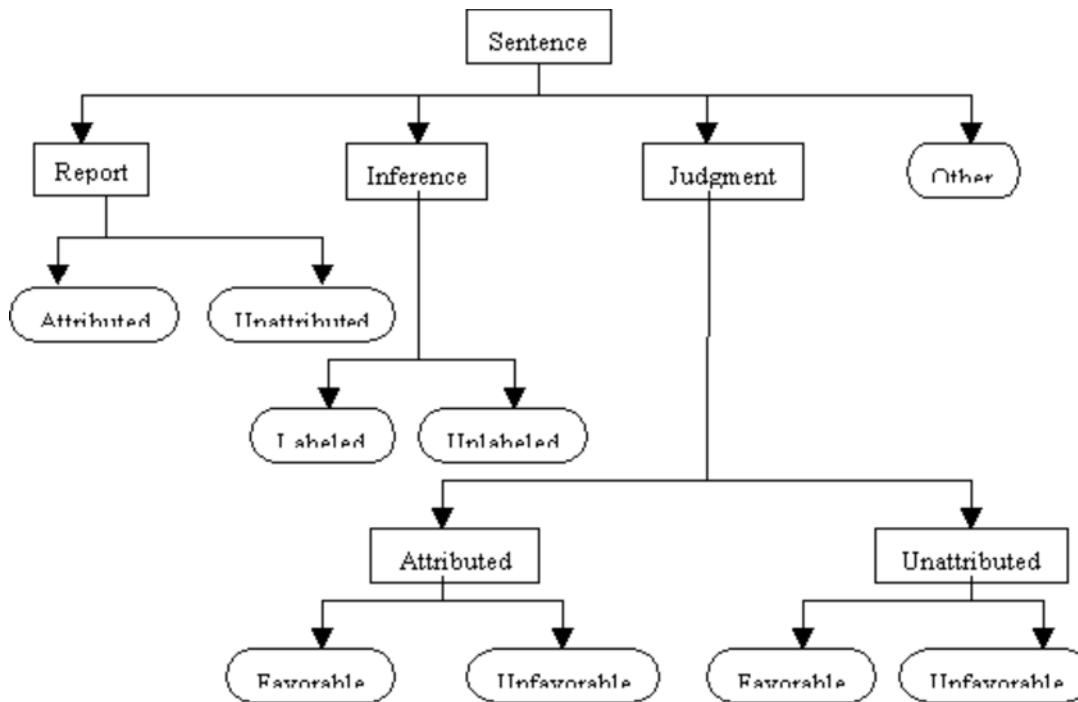 Sentence
Report
Inference
Judgment
Other
Attributed
Unattributed
Labeled
Unlabeled
Attributed
Unattributed
Favorable
Unfavorable
Favorable
Unfavorable